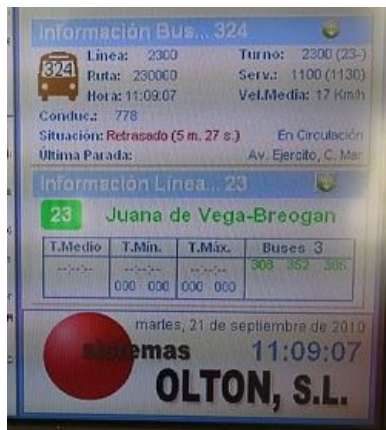 Información Bus... 324
324
Línea: 2300 Turno: 2300 (23-)
Ruta: 230000 Serv.: 1100 (1130)
Hora: 11:09:07 Vel.Media: 17 Km/h
Conduc.: 778
Situación: Retrasado (5 m. 27 s.) En Circulación
Última Parada: Av. Ejercito, C. Mar
Información Línea... 23
23 Juana de Vega-Breogan
T.Medio T.Mín. T.Máx. Buses 3
--:--:-- --:--:-- --:--:-- 308 352 386
000 000 000 000
martes, 21 de septiembre de 2010
sistemas 11:09:07
OLTON, S.L.